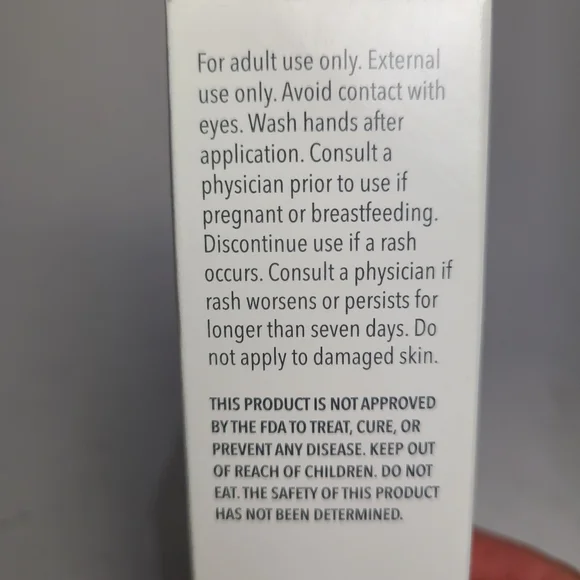 For adult use only. External
use only. Avoid contact with
eyes. Wash hands after
application. Consult a
physician prior to use if
pregnant or breastfeeding.
Discontinue use if a rash
occurs. Consult a physician if
rash worsens or persists for
longer than seven days. Do
not apply to damaged skin.
THIS PRODUCT IS NOT APPROVED
BY THE FDA TO TREAT, CURE, OR
PREVENT ANY DISEASE. KEEP OUT
OF REACH OF CHILDREN. DO NOT
EAT. THE SAFETY OF THIS PRODUCT
HAS NOT BEEN DETERMINED.